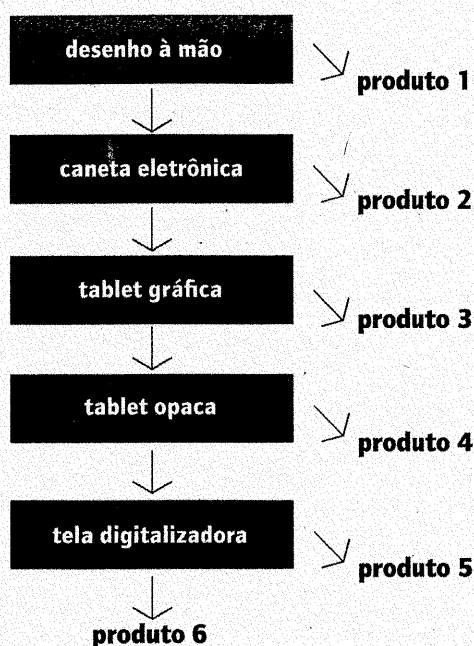 desenho à mão
produto 1
caneta eletrônica
produto 2
tablet gráfica
produto 3
tablet opaca
produto 4
tela digitalizadora
produto 5
produto 6